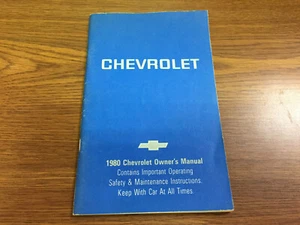 CHEVROLET
1980 Chevrolet Owner's Manual
Contains Important Operating
Safety & Maintenance Instructions.
Keep With Car At All Times.